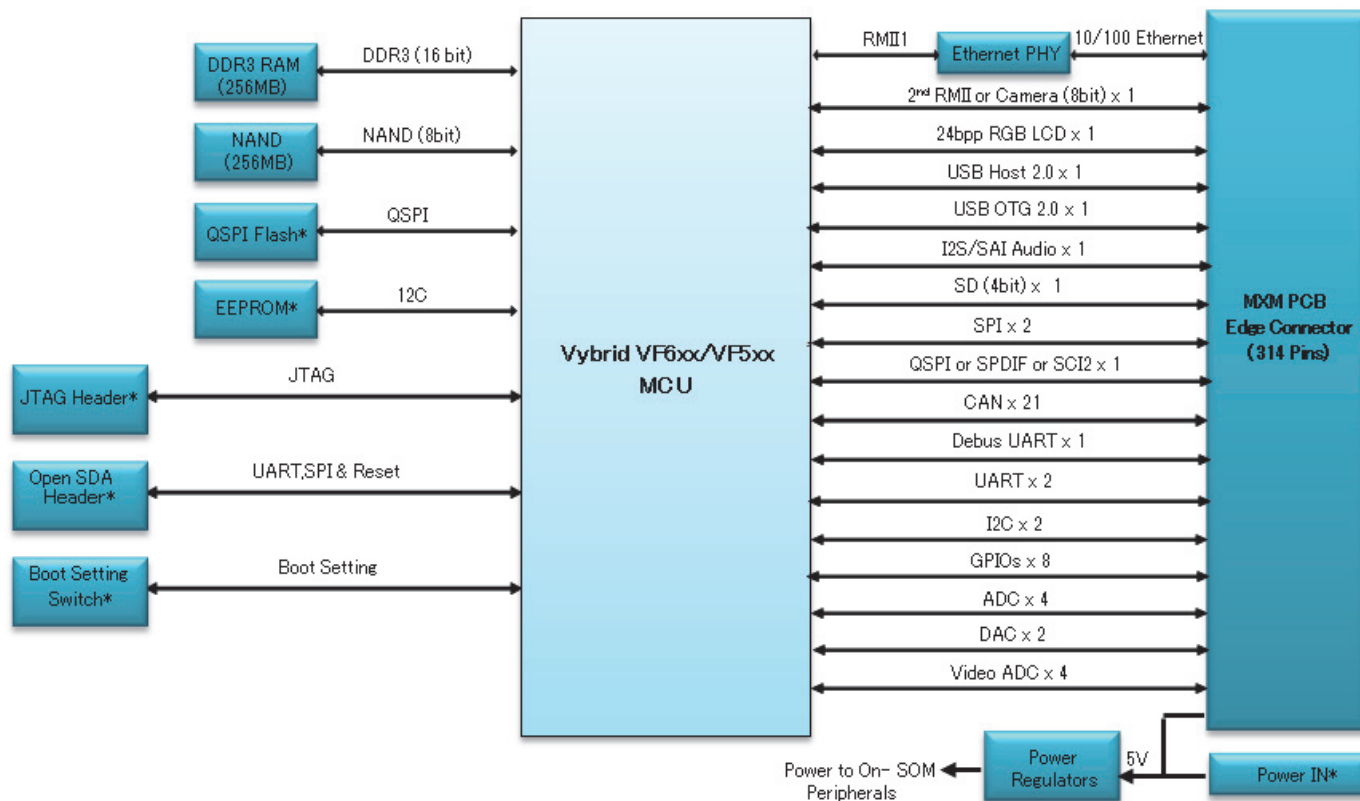 DDR3 RAM
(256MB)
DDR3 (16 bit)
NAND
(256MB)
NAND (8bit)
QSPI Flash*
QSPI
EEPROM*
12C
JTAG Header*
JTAG
Open SDA
Header*
UART,SPI & Reset
Boot Setting
Switch*
Boot Setting
Vybrid VF6xx/VF5xx
MCU
RMII1
Ethernet PHY
10/100 Ethernet
2nd RMII or Camera (8bit) x 1
24bpp RGB LCD x 1
USB Host 2.0 x 1
USB OTG 2.0 x 1
I2S/SAI Audio x 1
SD (4bit) x 1
SPI x 2
QSPI or SPDIF or SCI2 x 1
CAN x 21
Debus UART x 1
UART x 2
I2C x 2
GPIOs x 8
ADC x 4
DAC x 2
Video ADC x 4
MXM PCB
Edge Connector
(314 Pins)
Power to On- SOM
Peripherals
Power
Regulators
5V
Power IN*